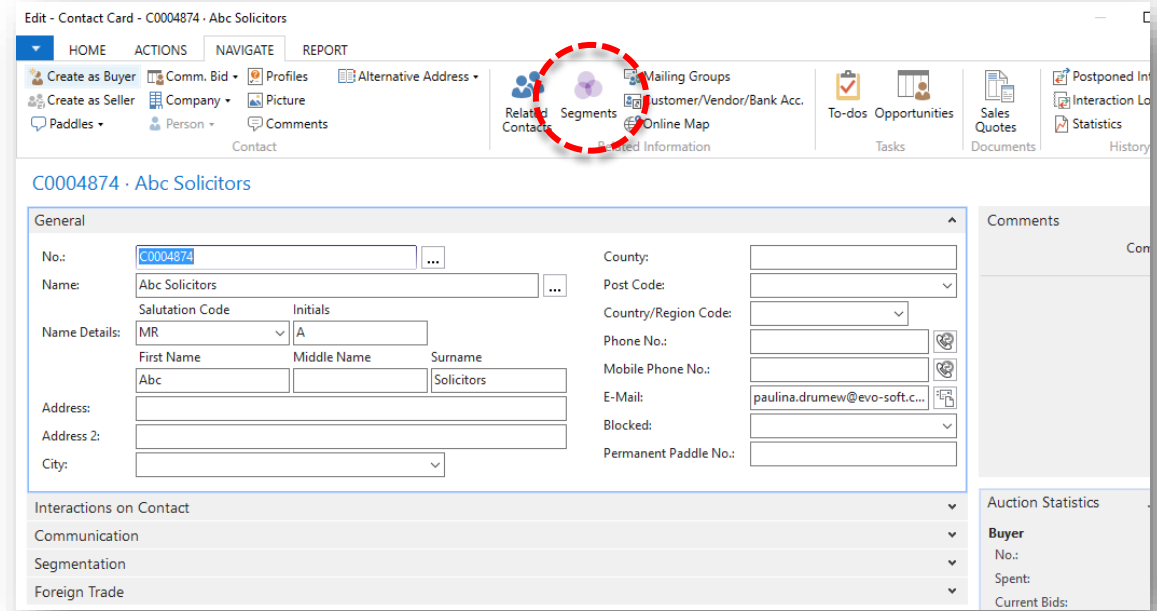 Edit - Contact Card - C0004874 · Abc Solicitors
HOME ACTIONS NAVIGATE REPORT
Create as Buyer Comm. Bid Profiles Alternative Address
Create as Seller Company Picture
Paddles Person Comments
Contact
Related Contacts
Segments
Mailing Groups
Customer/Vendor/Bank Acc.
Online Map
Related Information
To-dos Opportunities
Tasks
Sales Quotes
Documents
Postponed Int
Interaction Lo
Statistics
History
C0004874 · Abc Solicitors
General
No.: C0004874 ...
Name: Abc Solicitors ...
Salutation Code Initials
Name Details: MR A
First Name Middle Name Surname
Abc Solicitors
Address:
Address 2:
City:
County:
Post Code:
Country/Region Code:
Phone No.:
Mobile Phone No.:
E-Mail: paulina.drumew@evo-soft.c...
Blocked:
Permanent Paddle No.:
Interactions on Contact
Communication
Segmentation
Foreign Trade
Comments
Com
Auction Statistics
Buyer
No.:
Spent:
Current Bids: